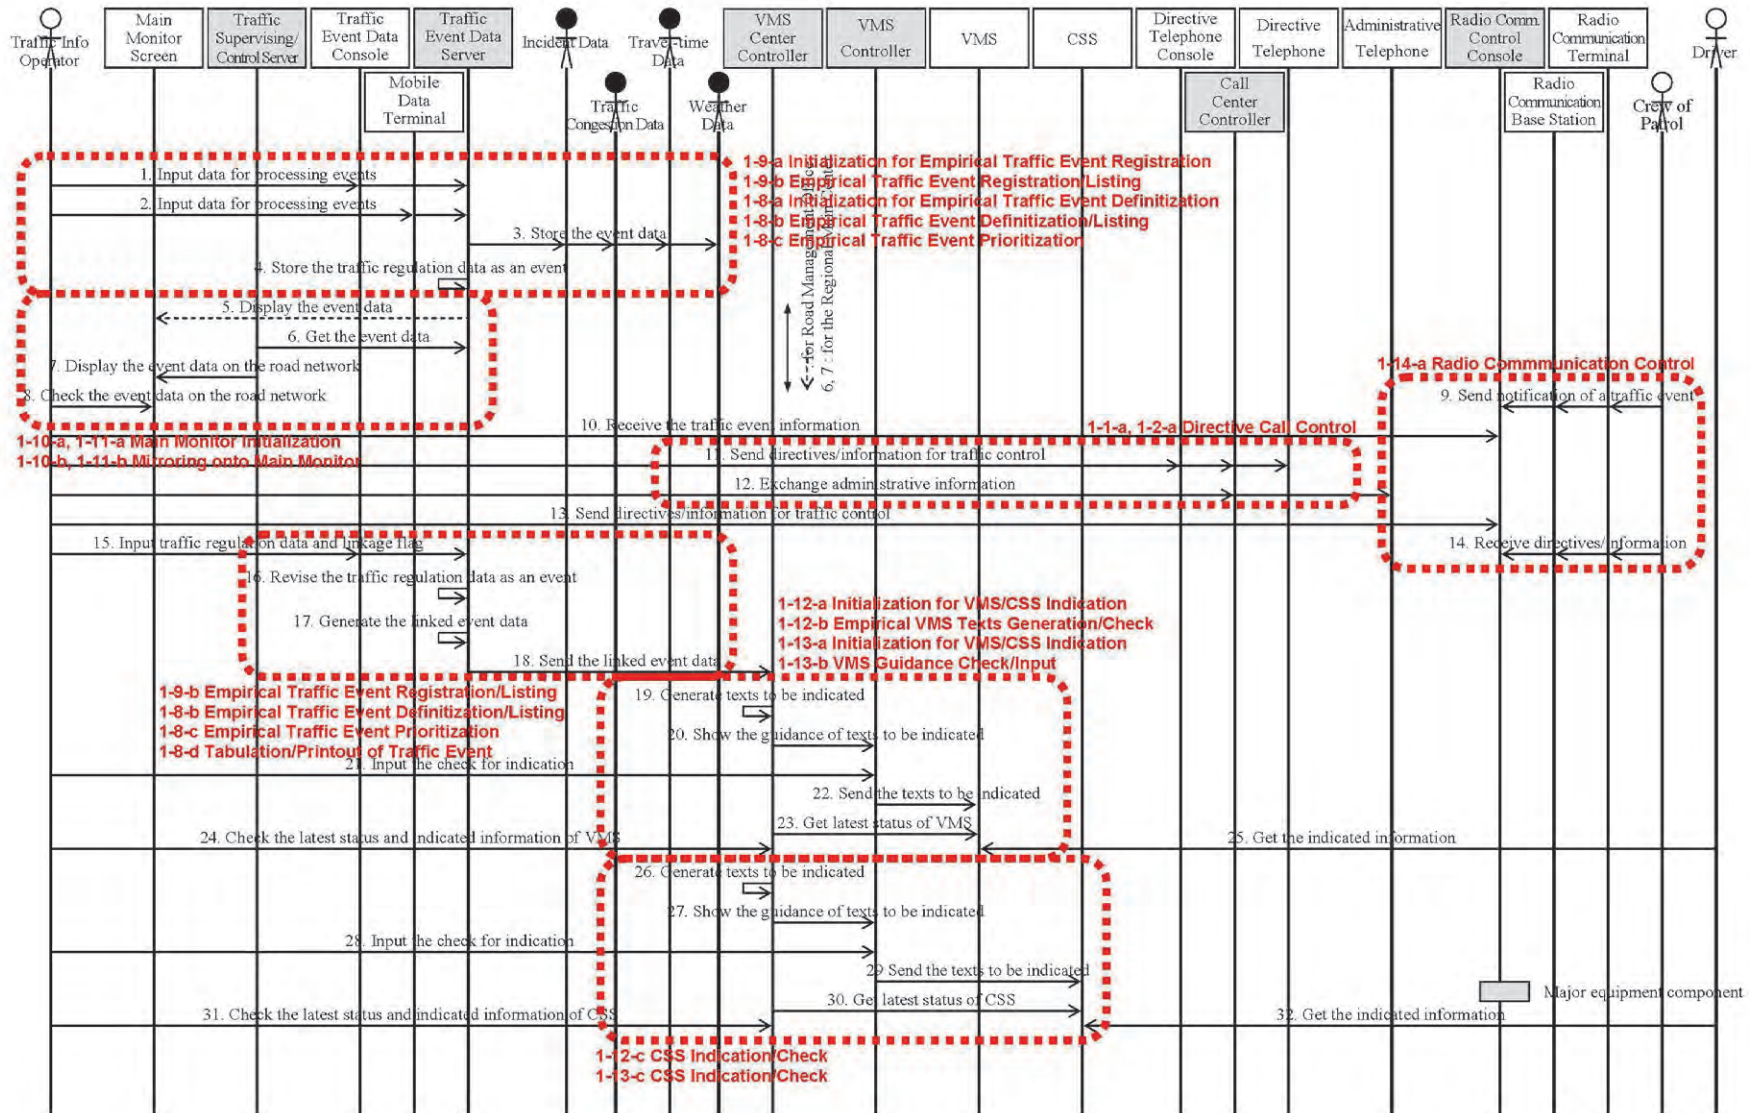 Traffic Info
Operator
Main
Monitor
Screen
Traffic
Supervising/
Control Server
Traffic
Event Data
Console
Traffic
Event Data
Server
Incident Data
Travel-time
Data
VMS
Center
Controller
VMS
Controller
VMS
CSS
Directive
Telephone
Console
Directive
Telephone
Administrative
Telephone
Radio Comm.
Control
Console
Radio
Communication
Terminal
Driver
Mobile
Data
Terminal
Traffic
Congestion Data
Weather
Data
Call
Center
Controller
Radio
Communication
Base Station
Crew of
Patrol
1-9-a Initialization for Empirical Traffic Event Registration
1-9-b Empirical Traffic Event Registration/Listing
1-8-a Initialization for Empirical Traffic Event Definitization
1-8-b Empirical Traffic Event Definitization/Listing
1-8-c Empirical Traffic Event Prioritization
1. Input data for processing events
2. Input data for processing events
3. Store the event data
4. Store the traffic regulation data as an event
5. Display the event data
6. Get the event data
7. Display the event data on the road network
8. Check the event data on the road network
: for Road Management Office
6, 7 : for the Regional Main Center
1-14-a Radio Commmunication Control
9. Send notification of a traffic event
10. Receive the traffic event information
1-1-a, 1-2-a Directive Call Control
1-10-a, 1-11-a Main Monitor Initialization
1-10-b, 1-11-b Mirroring onto Main Monitor
11. Send directives/information for traffic control
12. Exchange administrative information
13. Send directives/information for traffic control
14. Receive directives/information
15. Input traffic regulation data and linkage flag
16. Revise the traffic regulation data as an event
17. Generate the linked event data
18. Send the linked event data
1-12-a Initialization for VMS/CSS Indication
1-12-b Empirical VMS Texts Generation/Check
1-13-a Initialization for VMS/CSS Indication
1-13-b VMS Guidance Check/Input
1-9-b Empirical Traffic Event Registration/Listing
1-8-b Empirical Traffic Event Definitization/Listing
1-8-c Empirical Traffic Event Prioritization
1-8-d Tabulation/Printout of Traffic Event
19. Generate texts to be indicated
20. Show the guidance of texts to be indicated
21. Input the check for indication
22. Send the texts to be indicated
23. Get latest status of VMS
24. Check the latest status and indicated information of VMS
25. Get the indicated information
26. Generate texts to be indicated
27. Show the guidance of texts to be indicated
28. Input the check for indication
29 Send the texts to be indicated
30. Get latest status of CSS
31. Check the latest status and indicated information of CSS
32. Get the indicated information
Major equipment component
1-12-c CSS Indication/Check
1-13-c CSS Indication/Check